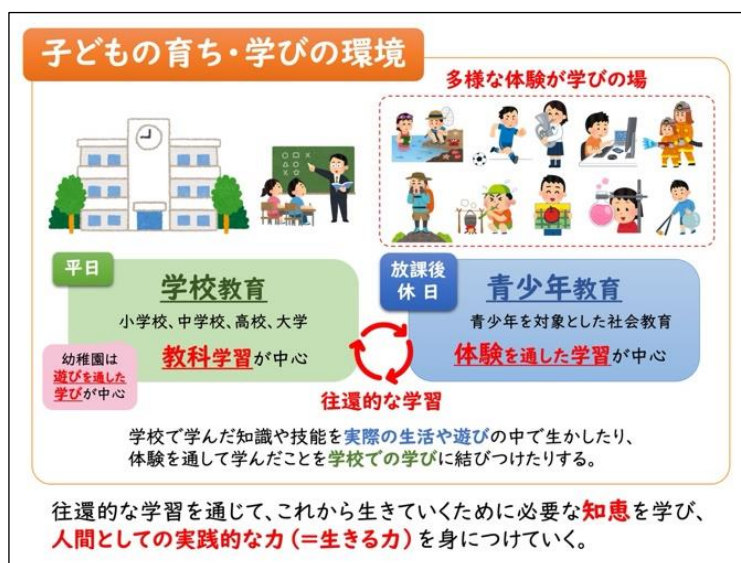 子どもの育ち・学びの環境
多様な体験が学びの場
平日
学校教育
小学校、中学校、高校、大学
教科学習が中心
幼稚園は
遊びを通した
学びが中心
放課後
休日
青少年教育
青少年を対象とした社会教育
体験を通した学習が中心
往還的な学習
学校で学んだ知識や技能を実際の生活や遊びの中で生かしたり、
体験を通して学んだことを学校での学びに結びつけたりする。
往還的な学習を通じて、これから生きていくために必要な知恵を学び、
人間としての実践的な力(=生きる力)を身につけていく。